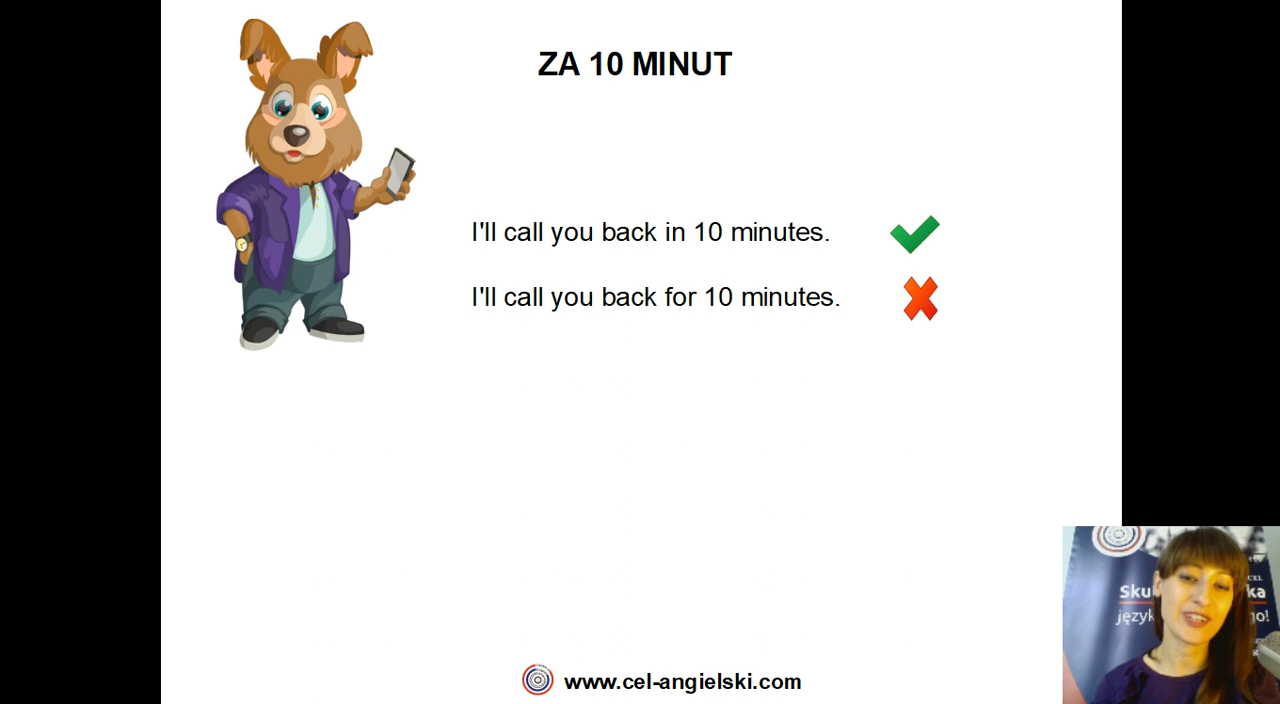 ZA 10 MINUT
I'll call you back in 10 minutes.
I'll call you back for 10 minutes.
CEL
www.cel-angielski.com